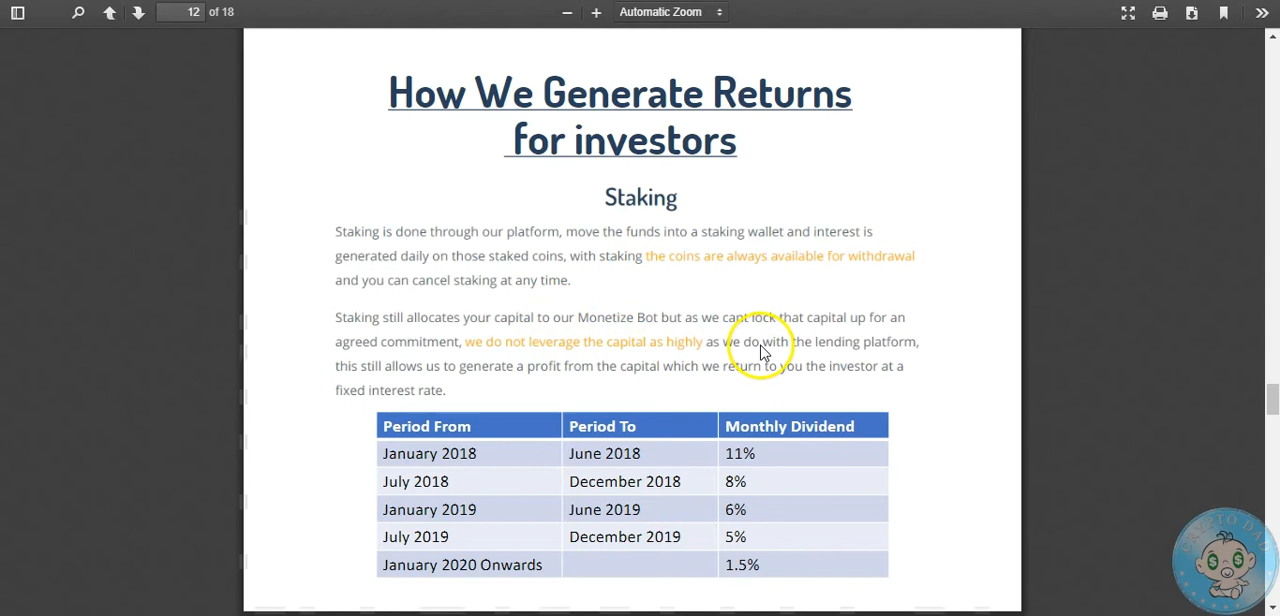 12 of 18
Automatic Zoom
How We Generate Returns
for investors
Staking
Staking is done through our platform, move the funds into a staking wallet and interest is
generated daily on those staked coins, with staking the coins are always available for withdrawal
and you can cancel staking at any time.
Staking still allocates your capital to our Monetize Bot but as we cant lock that capital up for an
agreed commitment, we do not leverage the capital as highly as we do with the lending platform,
this still allows us to generate a profit from the capital which we return to you the investor at a
fixed interest rate.
Period From Period To Monthly Dividend
January 2018 June 2018 11%
July 2018 December 2018 8%
January 2019 June 2019 6%
July 2019 December 2019 5%
January 2020 Onwards 1.5%
CRYPTO DAD